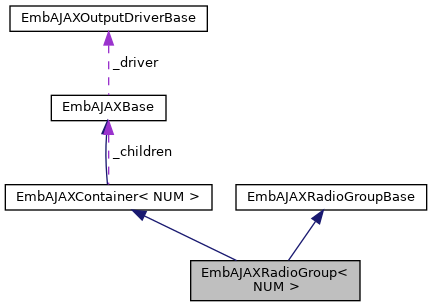 EmbAJAXOutputDriverBase
_driver
EmbAJAXBase
_children
EmbAJAXContainer< NUM >
EmbAJAXRadioGroupBase
EmbAJAXRadioGroup<
NUM >